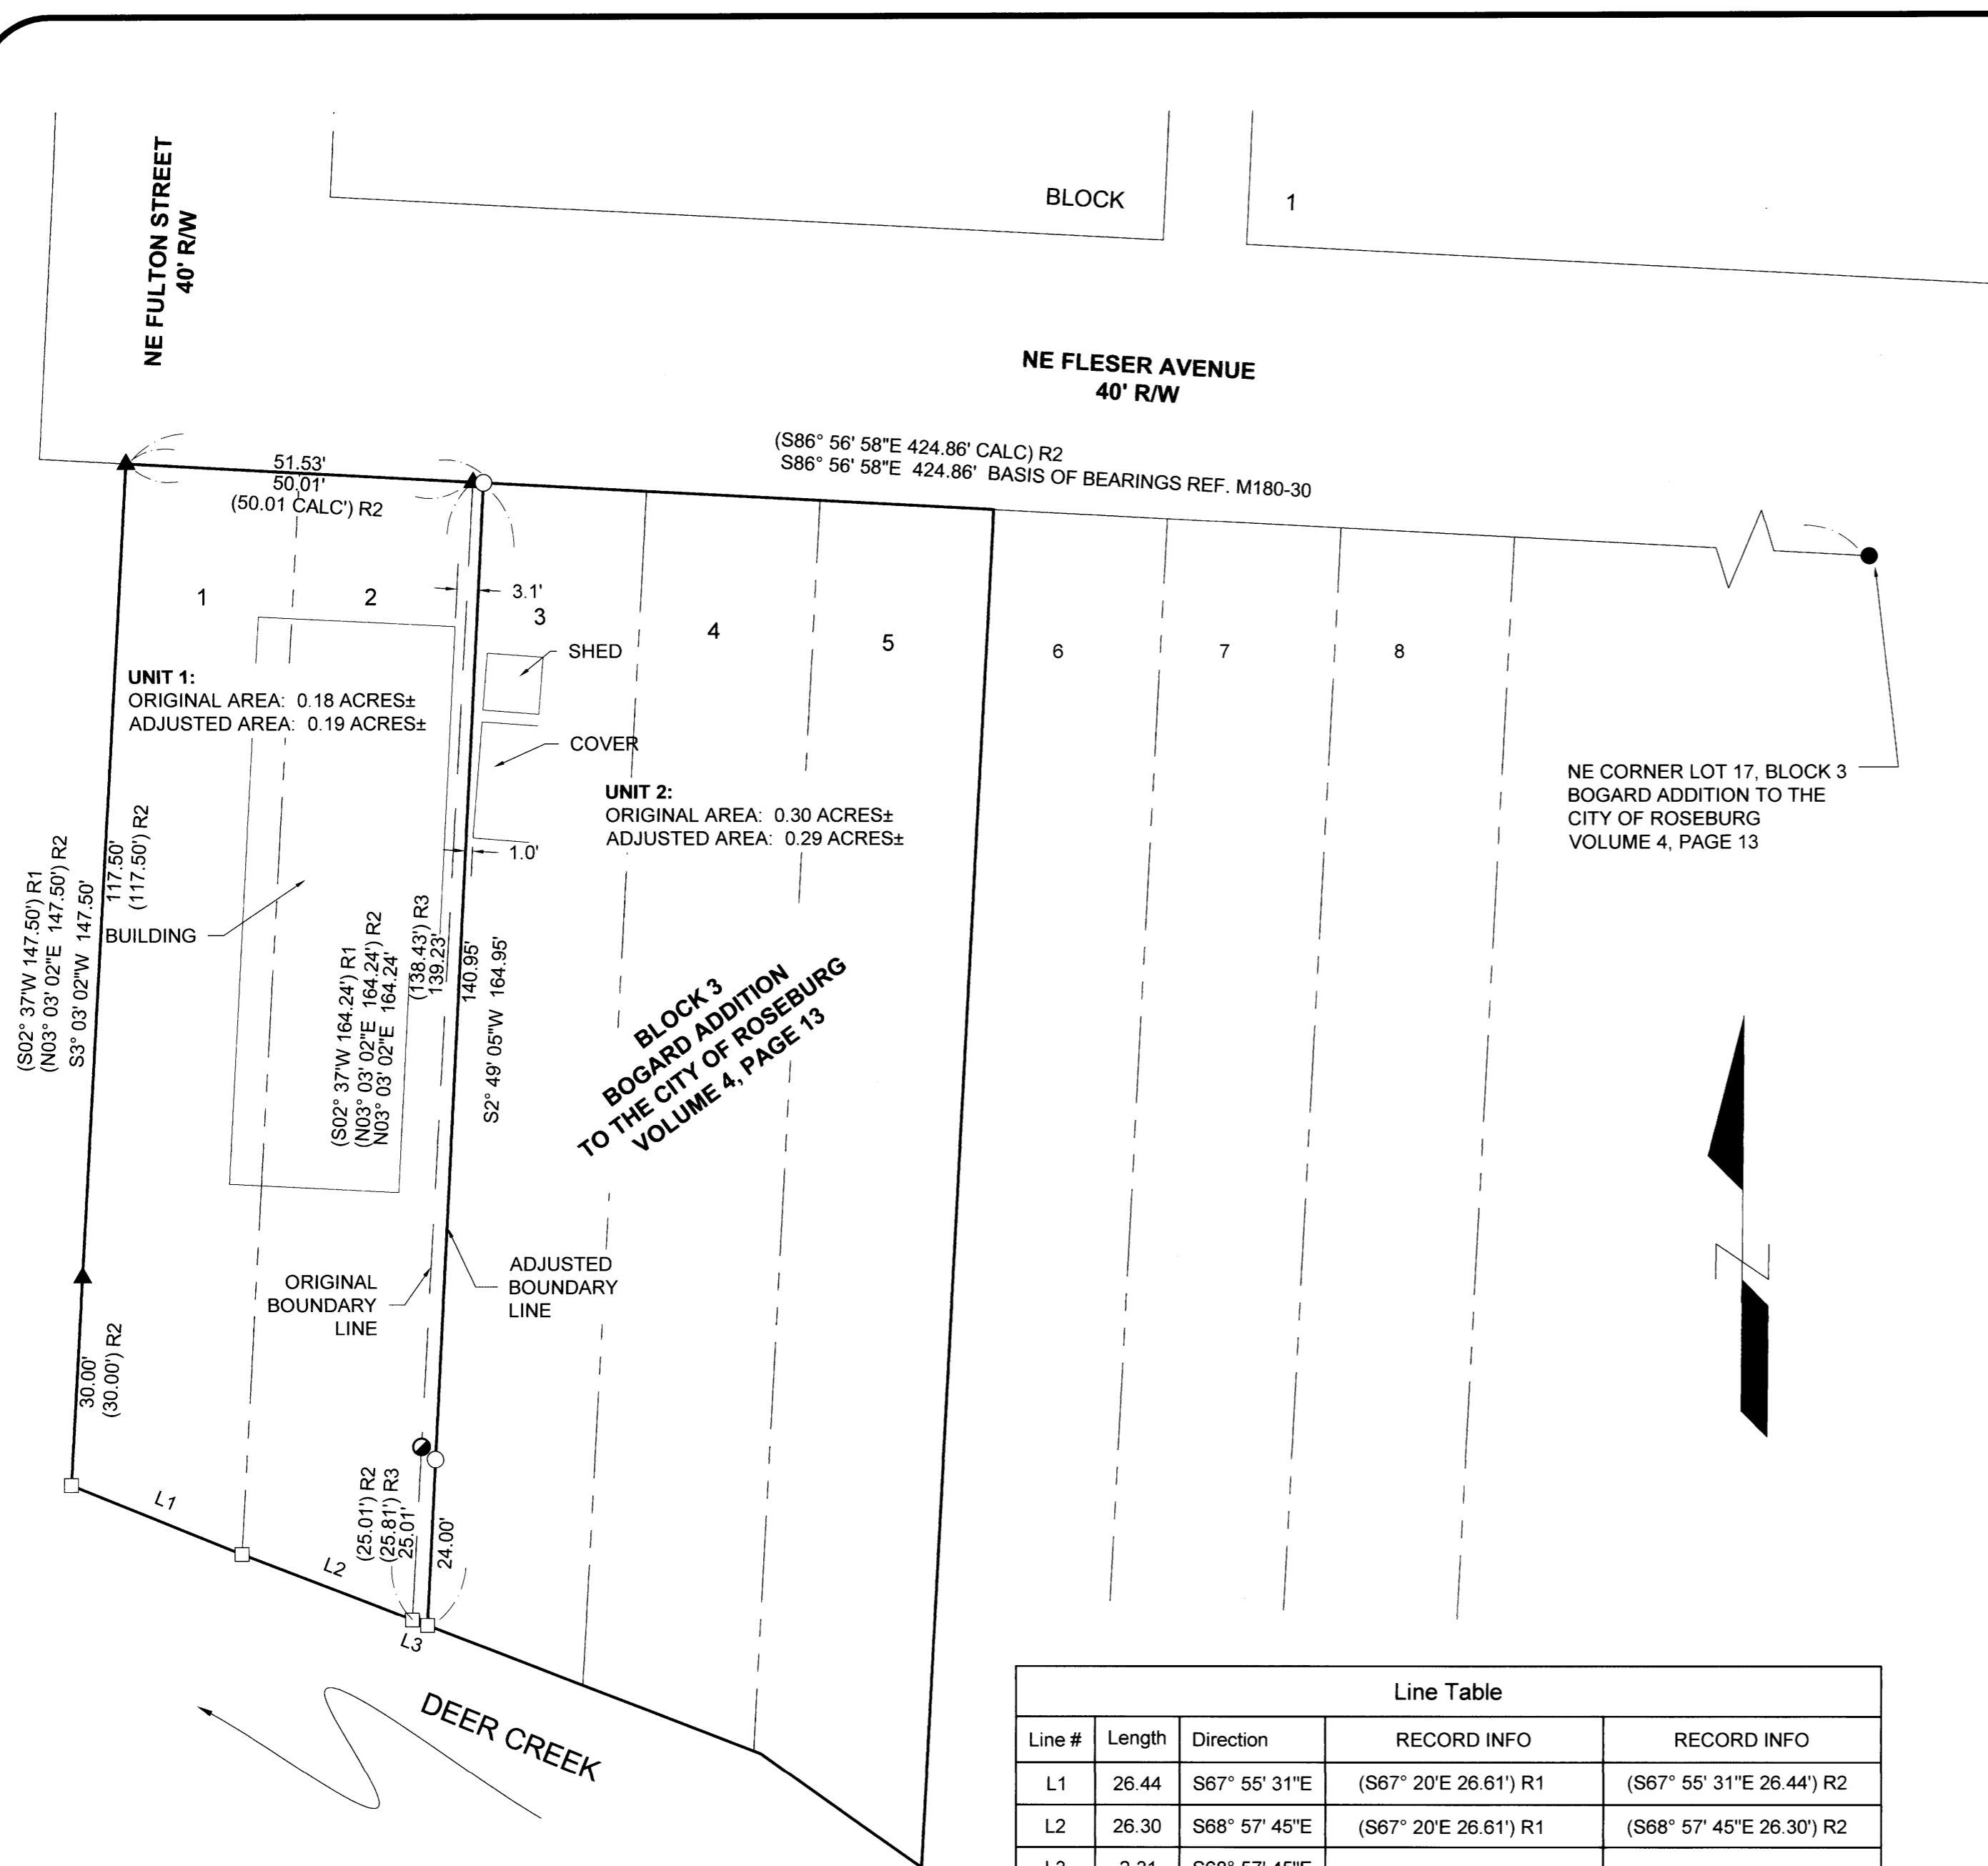 NE FULTON STREET
40' R/W
BLOCK
1
NE FLESER AVENUE
40' R/W
(S86° 56' 58"E 424.86' CALC) R2
S86° 56' 58"E 424.86' BASIS OF BEARINGS REF. M180-30
51.53'
50.01'
(50.01 CALC') R2
1
2
3
4
5
6
7
8
3.1'
SHED
UNIT 1:
ORIGINAL AREA: 0.18 ACRES±
ADJUSTED AREA: 0.19 ACRES±
COVER
UNIT 2:
ORIGINAL AREA: 0.30 ACRES±
ADJUSTED AREA: 0.29 ACRES±
1.0'
NE CORNER LOT 17, BLOCK 3
BOGARD ADDITION TO THE
CITY OF ROSEBURG
VOLUME 4, PAGE 13
(S02° 37'W 147.50') R1
(N03° 03' 02"E 147.50') R2
S3° 03' 02"W 147.50'
117.50'
(117.50') R2
BUILDING
(S02° 37'W 164.24') R1
(N03° 03' 02"E 164.24') R2
N03° 03' 02"E 164.24'
(138.43') R3
139.23'
140.95'
S2° 49' 05"W 164.95'
BLOCK 3
BOGARD ADDITION
TO THE CITY OF ROSEBURG
VOLUME 4, PAGE 13
ORIGINAL
BOUNDARY
LINE
ADJUSTED
BOUNDARY
LINE
30.00'
(30.00') R2
(25.01') R2
(25.81') R3
25.01'
24.00'
L1
L2
L3
DEER CREEK
Line Table
Line # Length Direction RECORD INFO RECORD INFO
L1 26.44 S67° 55' 31"E (S67° 20'E 26.61') R1 (S67° 55' 31"E 26.44') R2
L2 26.30 S68° 57' 45"E (S67° 20'E 26.61') R1 (S68° 57' 45"E 26.30') R2
L3 2.31 S68° 57' 45"E